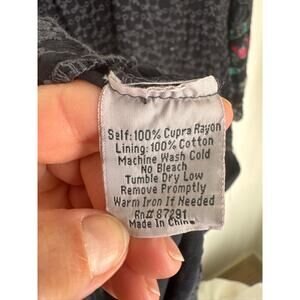 Self: 100% Cupra Rayon
Lining: 100% Cotton
Machine Wash Cold
No Bleach
Tumble Dry Low
Remove Promptly
Warm Iron If Needed
Rn# 87291
Made In China